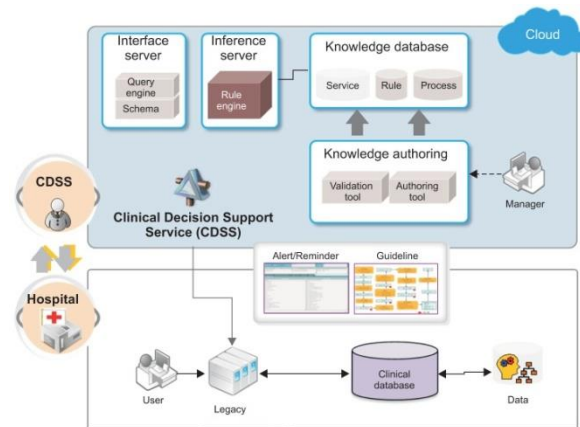 Cloud
Interface
server
Query
engine
Schema
Inference
server
Rule
engine
Knowledge database
Service
Rule
Process
Knowledge authoring
Validation
tool
Authoring
tool
Manager
CDSS
Clinical Decision Support
Service (CDSS)
Alert/Reminder
Guideline
Hospital
User
Legacy
Clinical
database
Data